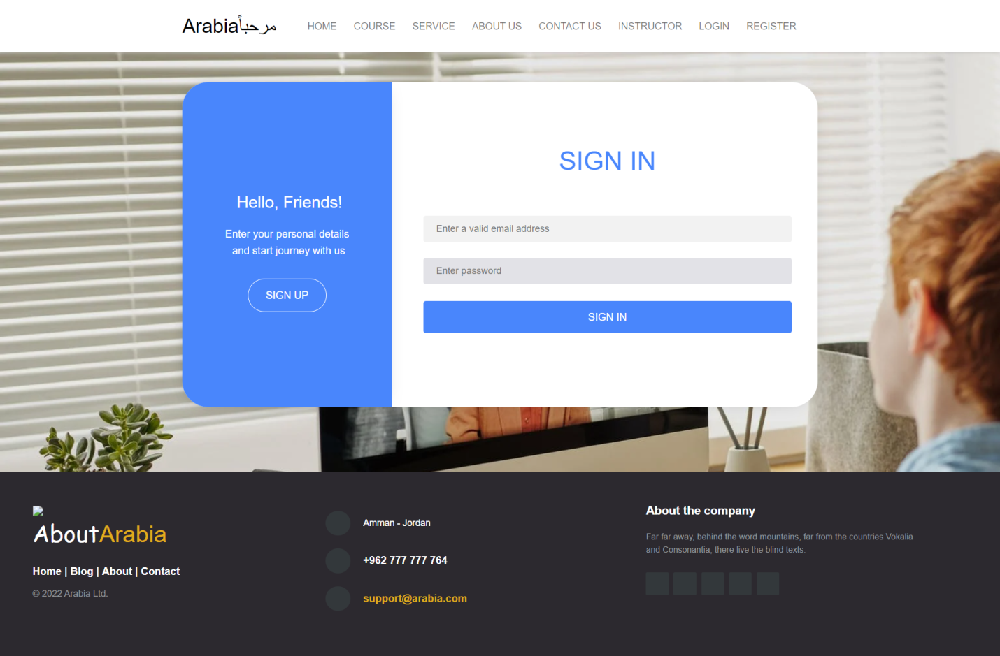 Arabiaمرحباً
HOME COURSE SERVICE ABOUT US CONTACT US INSTRUCTOR LOGIN REGISTER
Hello, Friends!
Enter your personal details
and start journey with us
SIGN UP
SIGN IN
Enter a valid email address
Enter password
SIGN IN
AboutArabia
Home | Blog | About | Contact
© 2022 Arabia Ltd.
Amman - Jordan
+962 777 777 764
support@arabia.com
About the company
Far far away, behind the word mountains, far from the countries Vokalia
and Consonantia, there live the blind texts.